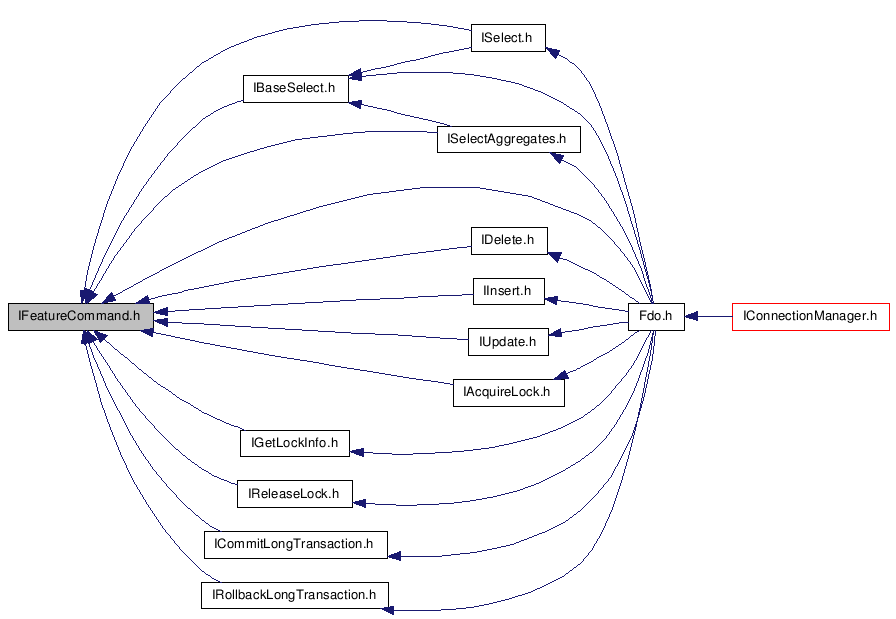 ISelect.h
IBaseSelect.h
ISelectAggregates.h
IDelete.h
IInsert.h
IFeatureCommand.h
Fdo.h
IConnectionManager.h
IUpdate.h
IAcquireLock.h
IGetLockInfo.h
IReleaseLock.h
ICommitLongTransaction.h
IRollbackLongTransaction.h